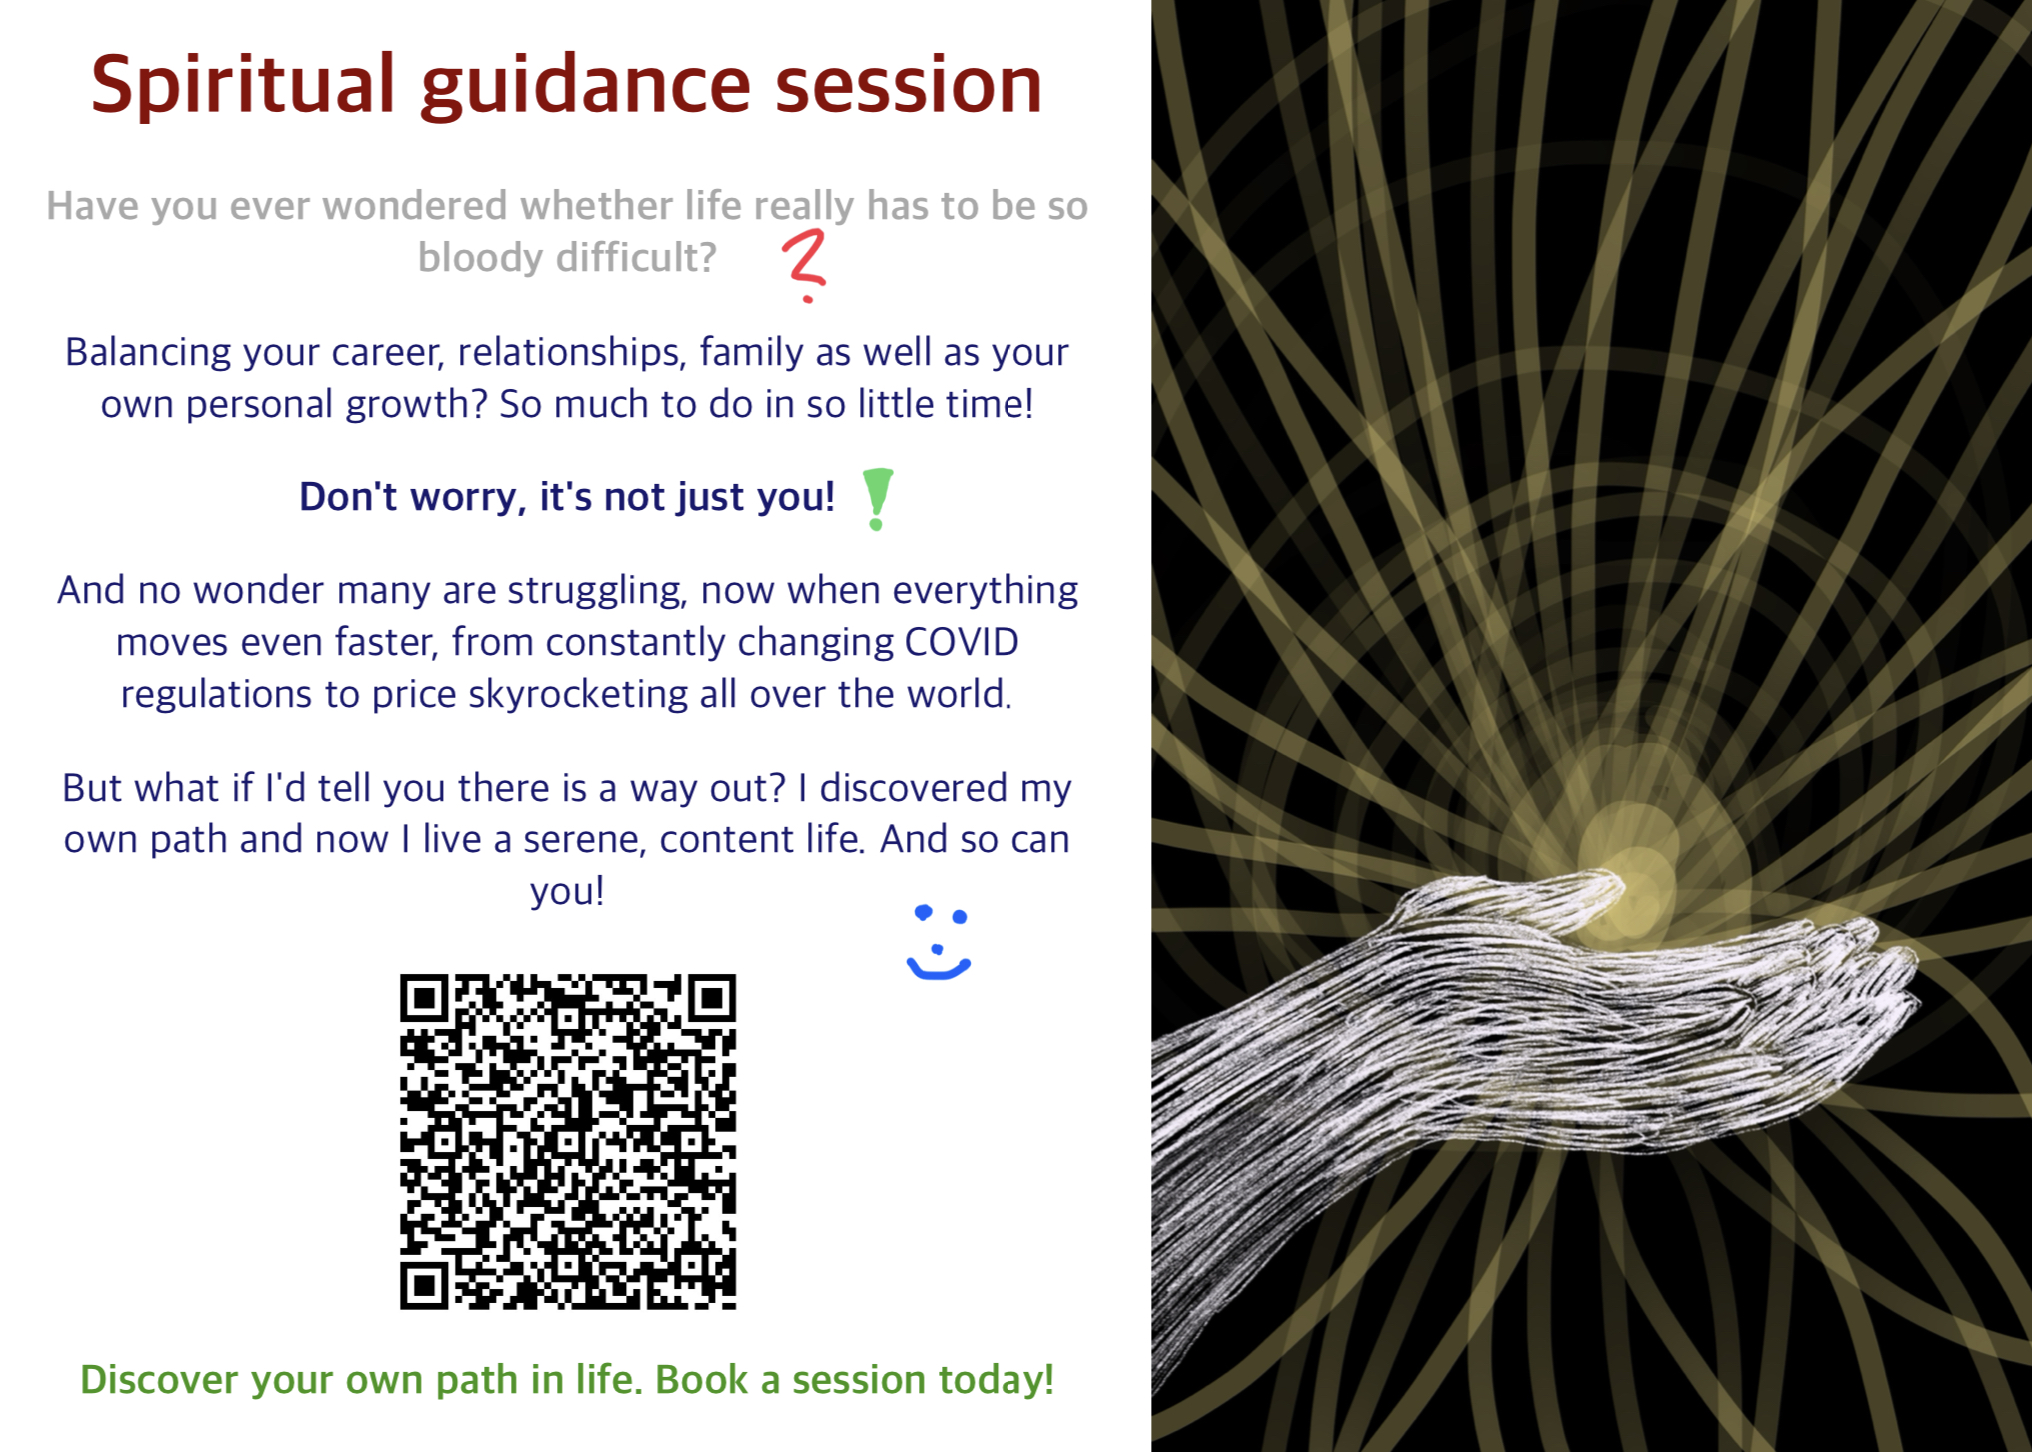 Spiritual guidance session
Have you ever wondered whether life really has to be so
bloody difficult?
?
Balancing your career, relationships, family as well as your
own personal growth? So much to do in so little time!
Don't worry, it's not just you!
!
And no wonder many are struggling, now when everything
moves even faster, from constantly changing COVID
regulations to price skyrocketing all over the world.
But what if I'd tell you there is a way out? I discovered my
own path and now I live a serene, content life. And so can
you!
Discover your own path in life. Book a session today!